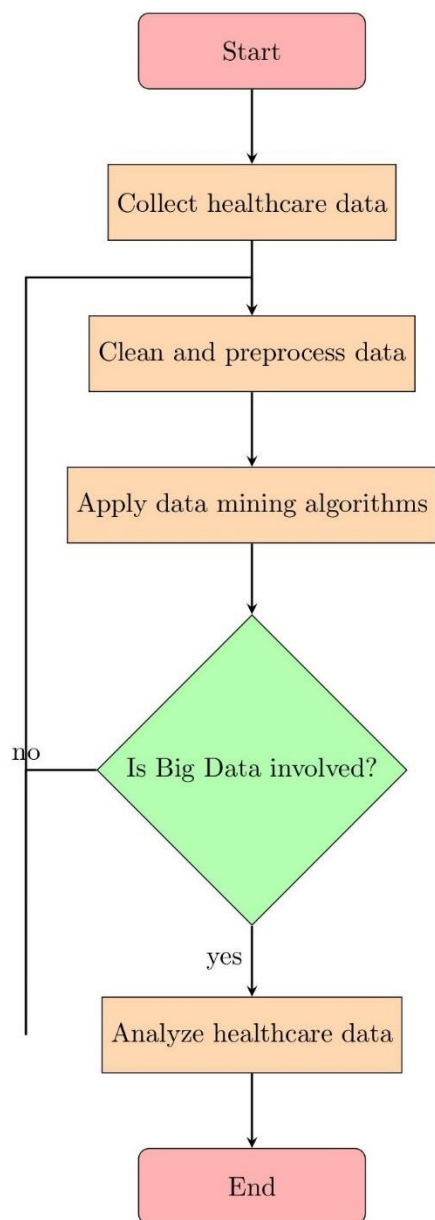 Start
Collect healthcare data
Clean and preprocess data
Apply data mining algorithms
no
Is Big Data involved?
yes
Analyze healthcare data
End